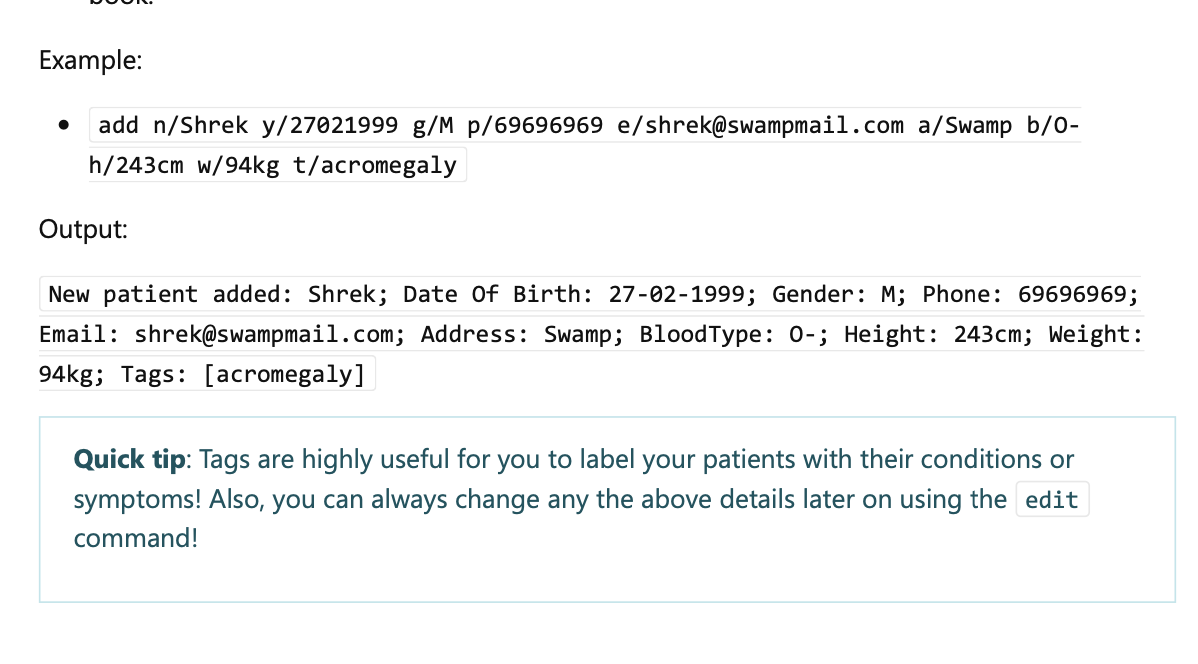 book.
Example:
• add n/Shrek y/27021999 g/M p/69696969 e/shrek@swampmail.com a/Swamp b/O-
h/243cm w/94kg t/acromegaly
Output:
New patient added: Shrek; Date Of Birth: 27-02-1999; Gender: M; Phone: 69696969;
Email: shrek@swampmail.com; Address: Swamp; BloodType: O-; Height: 243cm; Weight:
94kg; Tags: [acromegaly]
Quick tip: Tags are highly useful for you to label your patients with their conditions or
symptoms! Also, you can always change any the above details later on using the edit
command!